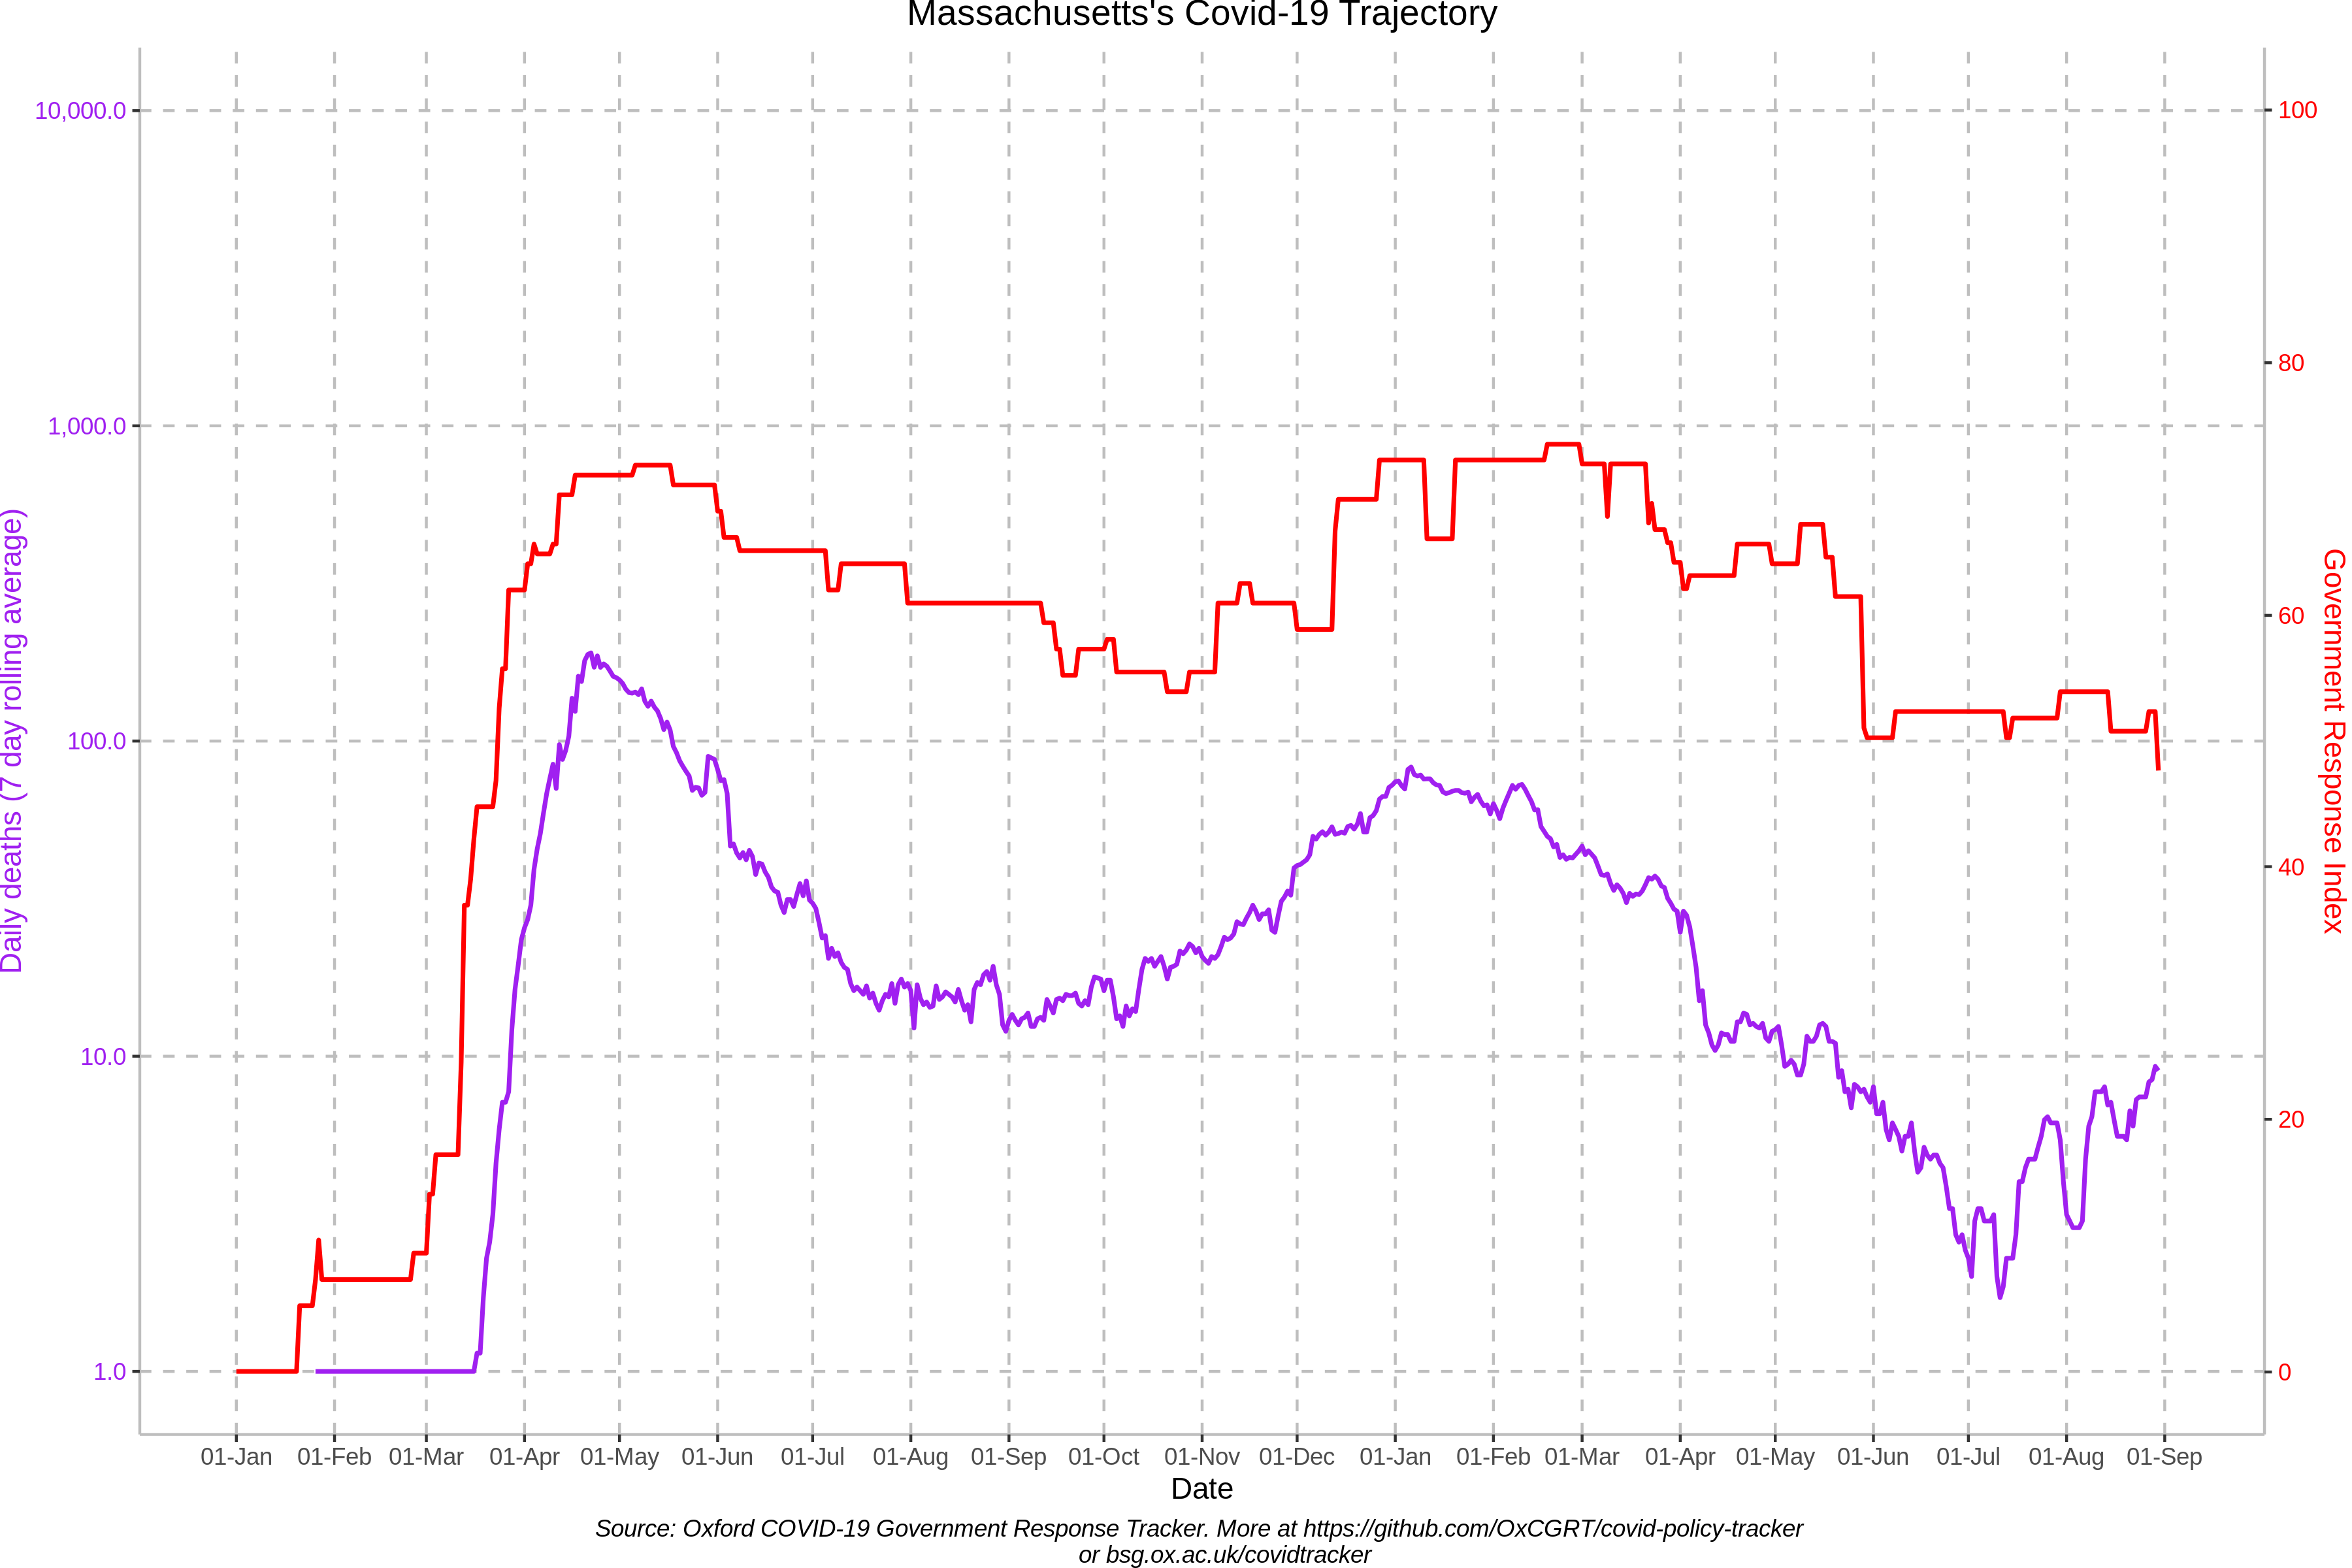 Massachusetts's Covid-19 Trajectory
10,000.0
1,000.0
100.0
10.0
1.0
Daily deaths (7 day rolling average)
100
80
60
40
20
0
Government Response Index
01-Jan 01-Feb 01-Mar 01-Apr 01-May 01-Jun 01-Jul 01-Aug 01-Sep 01-Oct 01-Nov 01-Dec 01-Jan 01-Feb 01-Mar 01-Apr 01-May 01-Jun 01-Jul 01-Aug 01-Sep
Date
Source: Oxford COVID-19 Government Response Tracker. More at https://github.com/OxCGRT/covid-policy-tracker
or bsg.ox.ac.uk/covidtracker